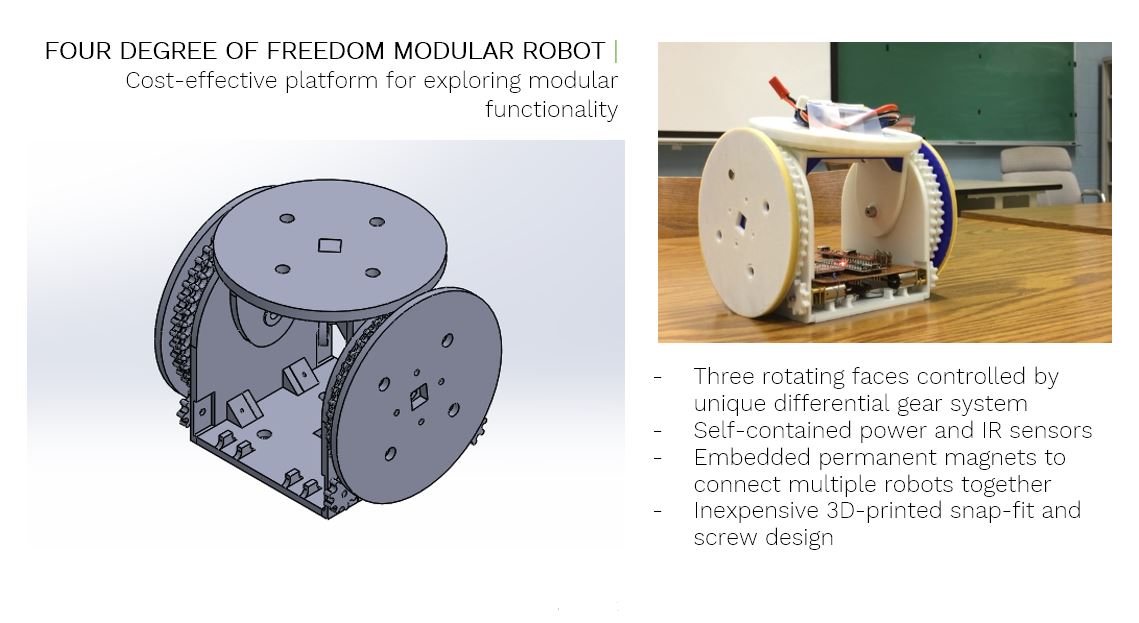 FOUR DEGREE OF FREEDOM MODULAR ROBOT |
Cost-effective platform for exploring modular
functionality
- Three rotating faces controlled by
unique differential gear system
- Self-contained power and IR sensors
- Embedded permanent magnets to
connect multiple robots together
- Inexpensive 3D-printed snap-fit and
screw design